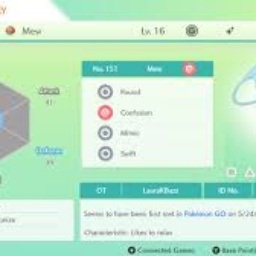 Mew
Lv. 16
No. 151 Mew
Attack
Pound
Confusion
Mimic
Swift
Defense
OT LauraKBuzz ID No.
Seems to have been first met in Pokémon GO on 5/24
Characteristic: Likes to relax
Connected Games Base Points